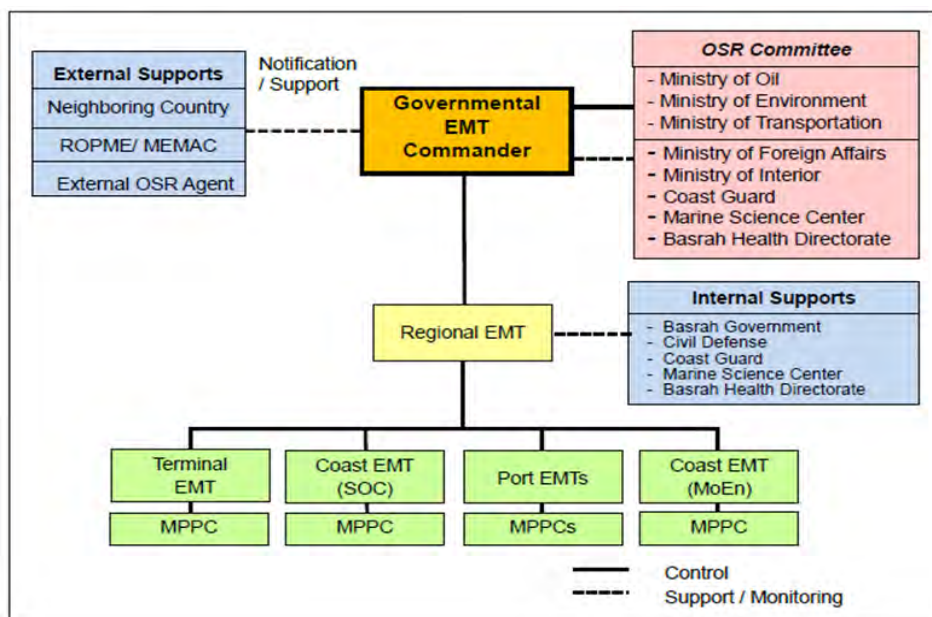 External Supports
Neighboring Country
ROPME/ MEMAC
External OSR Agent
Notification
/ Support
Governmental
EMT
Commander
OSR Committee
- Ministry of Oil
- Ministry of Environment
- Ministry of Transportation
- Ministry of Foreign Affairs
- Ministry of Interior
- Coast Guard
- Marine Science Center
- Basrah Health Directorate
Regional EMT
Internal Supports
- Basrah Government
- Civil Defense
- Coast Guard
- Marine Science Center
- Basrah Health Directorate
Terminal
EMT
MPPC
Coast EMT
(SOC)
MPPC
Port EMTs
MPPCs
Coast EMT
(MoEn)
MPPC
Control
Support / Monitoring